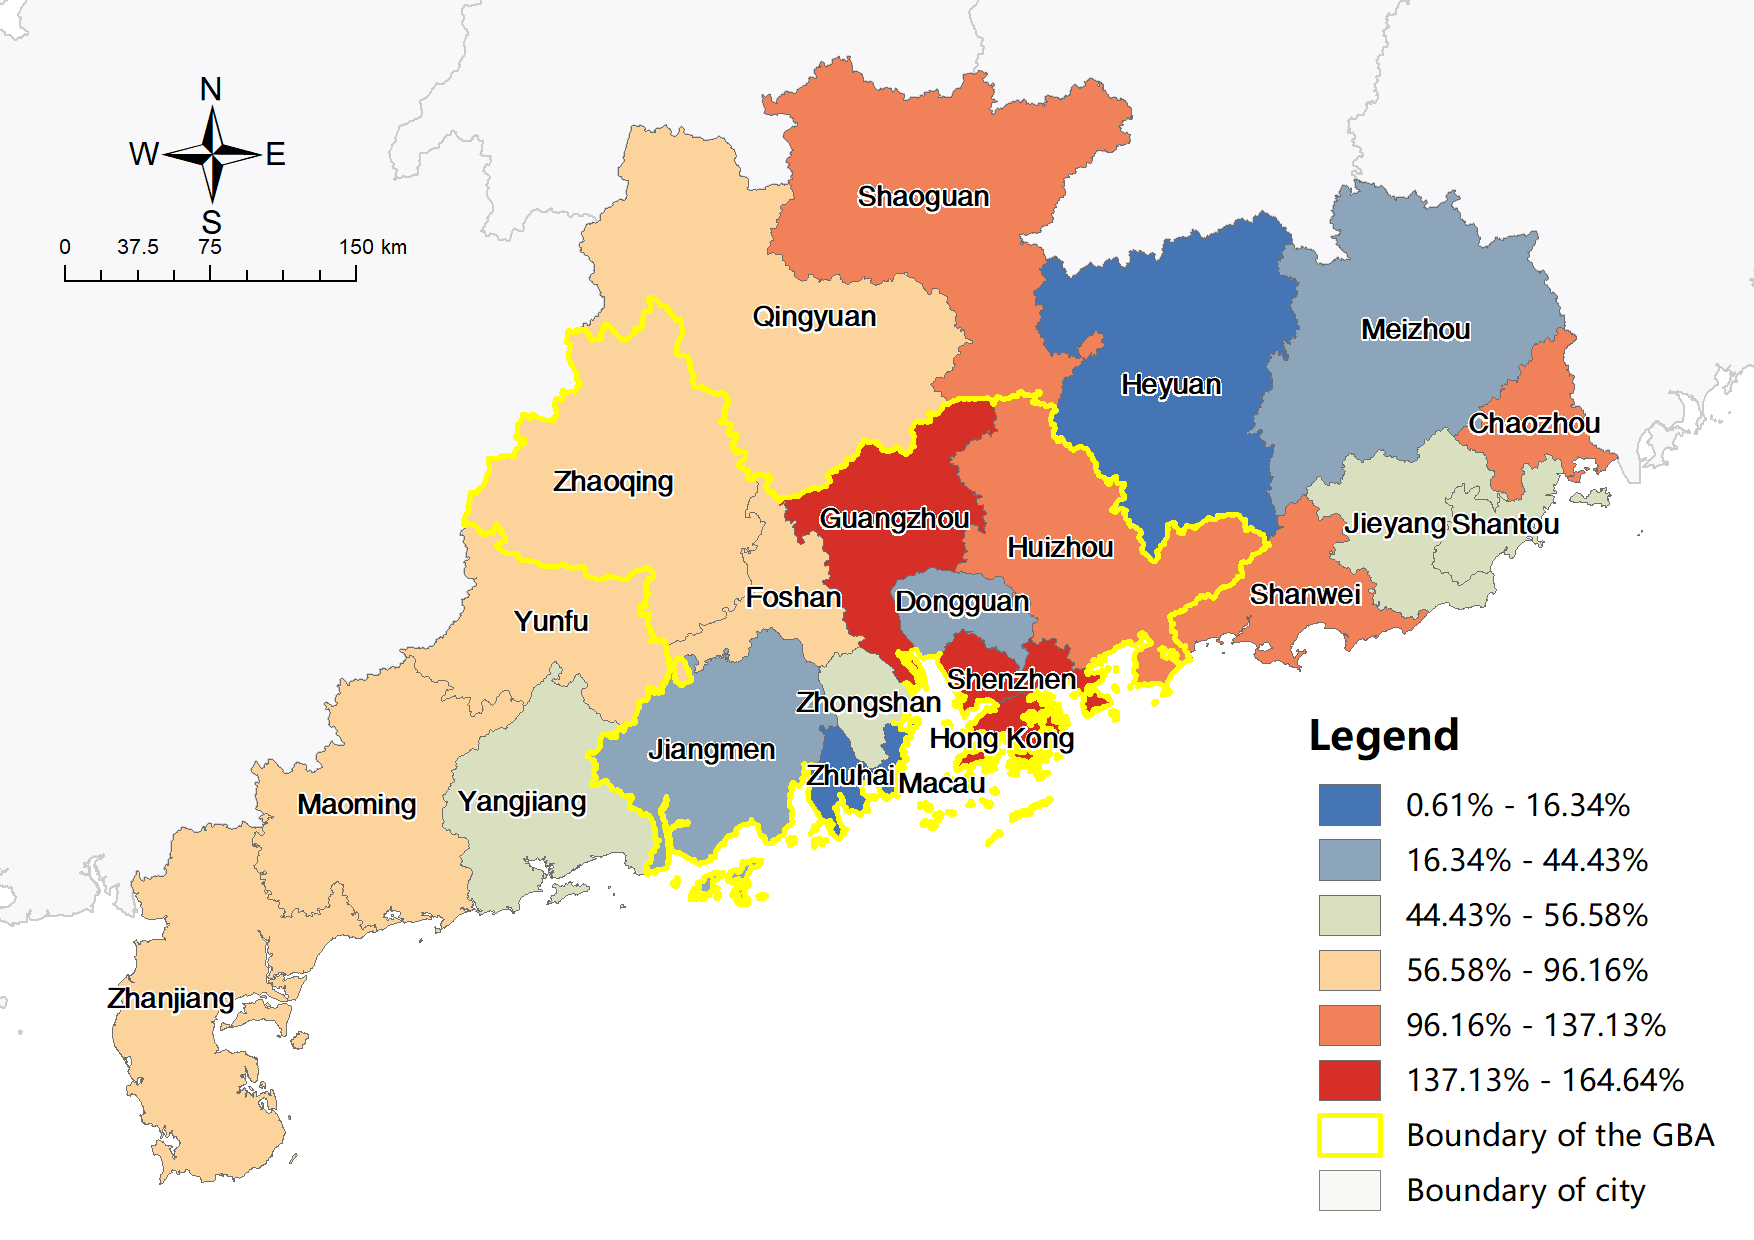 N
W E
S
0 37.5 75 150 km
Shaoguan
Qingyuan
Meizhou
Heyuan
Chaozhou
Zhaoqing
Guangzhou
Jieyang Shantou
Huizhou
Foshan
Dongguan
Shanwei
Yunfu
Shenzhen
Zhongshan
Jiangmen
Hong Kong
Zhuhai
Macau
Maoming
Yangjiang
Zhanjiang
Legend
0.61% - 16.34%
16.34% - 44.43%
44.43% - 56.58%
56.58% - 96.16%
96.16% - 137.13%
137.13% - 164.64%
Boundary of the GBA
Boundary of city